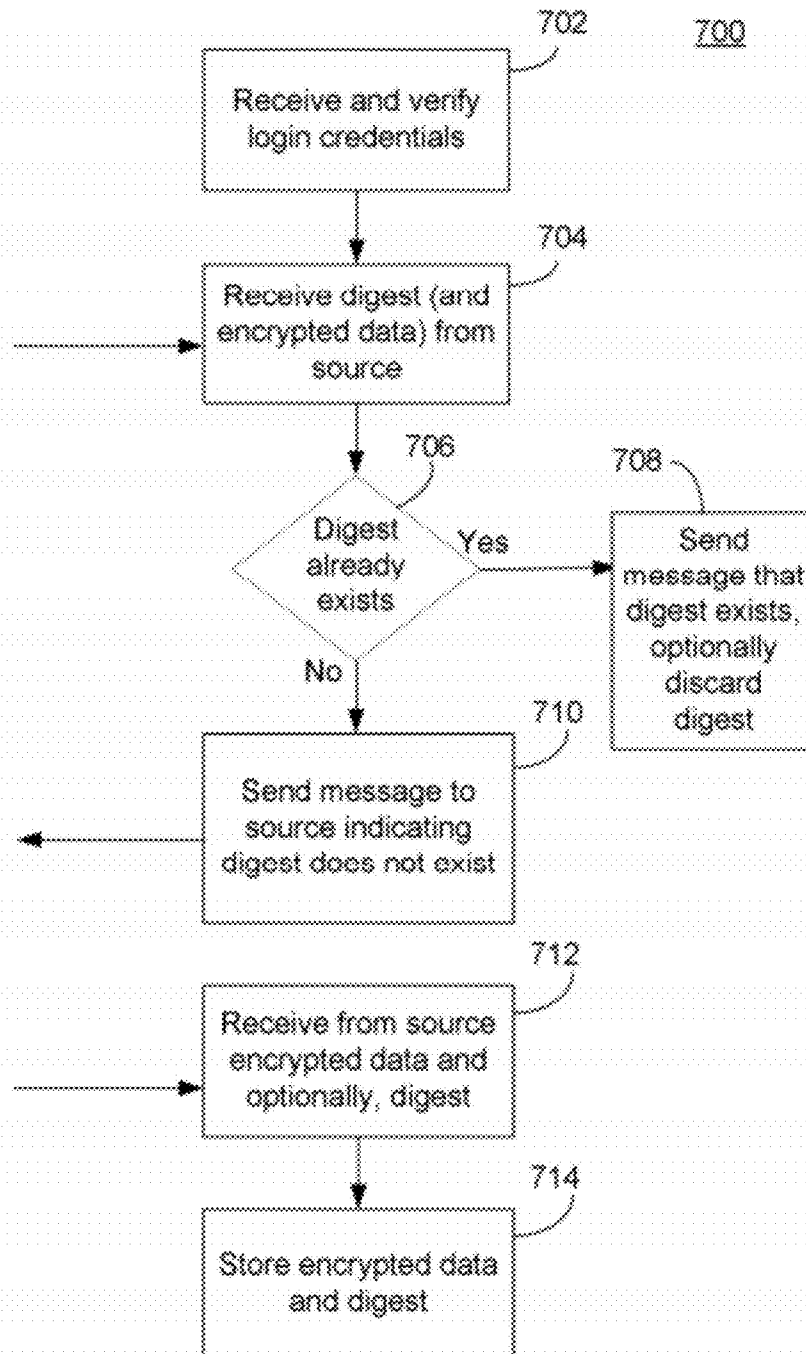 700
702
Receive and verify
login credentials
704
Receive digest (and
encrypted data) from
source
706
Digest
already
exists
Yes
No
708
Send
message that
digest exists,
optionally
discard
digest
710
Send message to
source indicating
digest does not exist
712
Receive from source
encrypted data and
optionally, digest
714
Store encrypted data
and digest